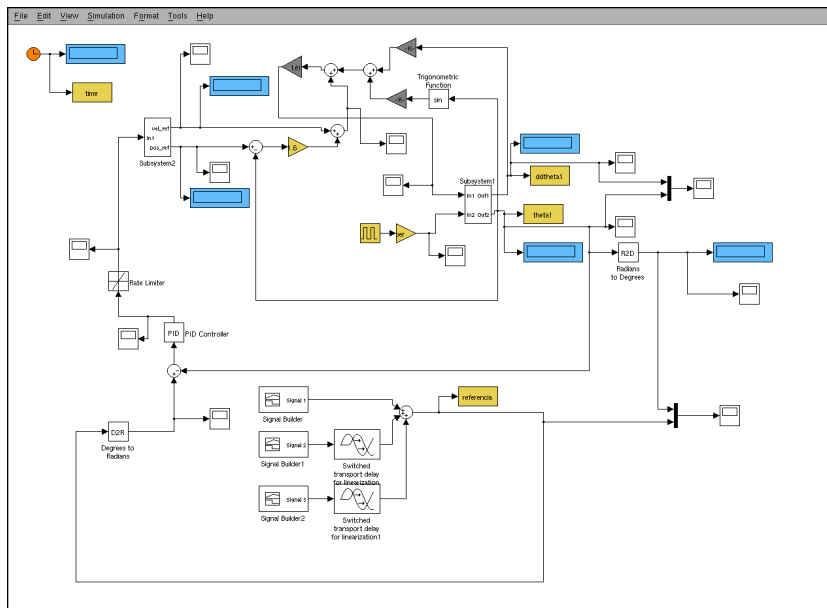 File Edit View Simulation Format Tools Help
time
vel_ref
In1
pos_ref
Subsystem2
-K-
Trigonometric
Function
-K-
sin
Subsystem1
In1 Out1
In2 Out2
ddtheta1
theta1
R2D
Radians
to Degrees
Rate Limiter
PID
PID Controller
D2R
Degrees to
Radians
Signal 1
Signal Builder
Signal 2
Signal Builder1
Switched
transport delay
for linearization
Signal 3
Signal Builder2
Switched
transport delay
for linearization1
referencia